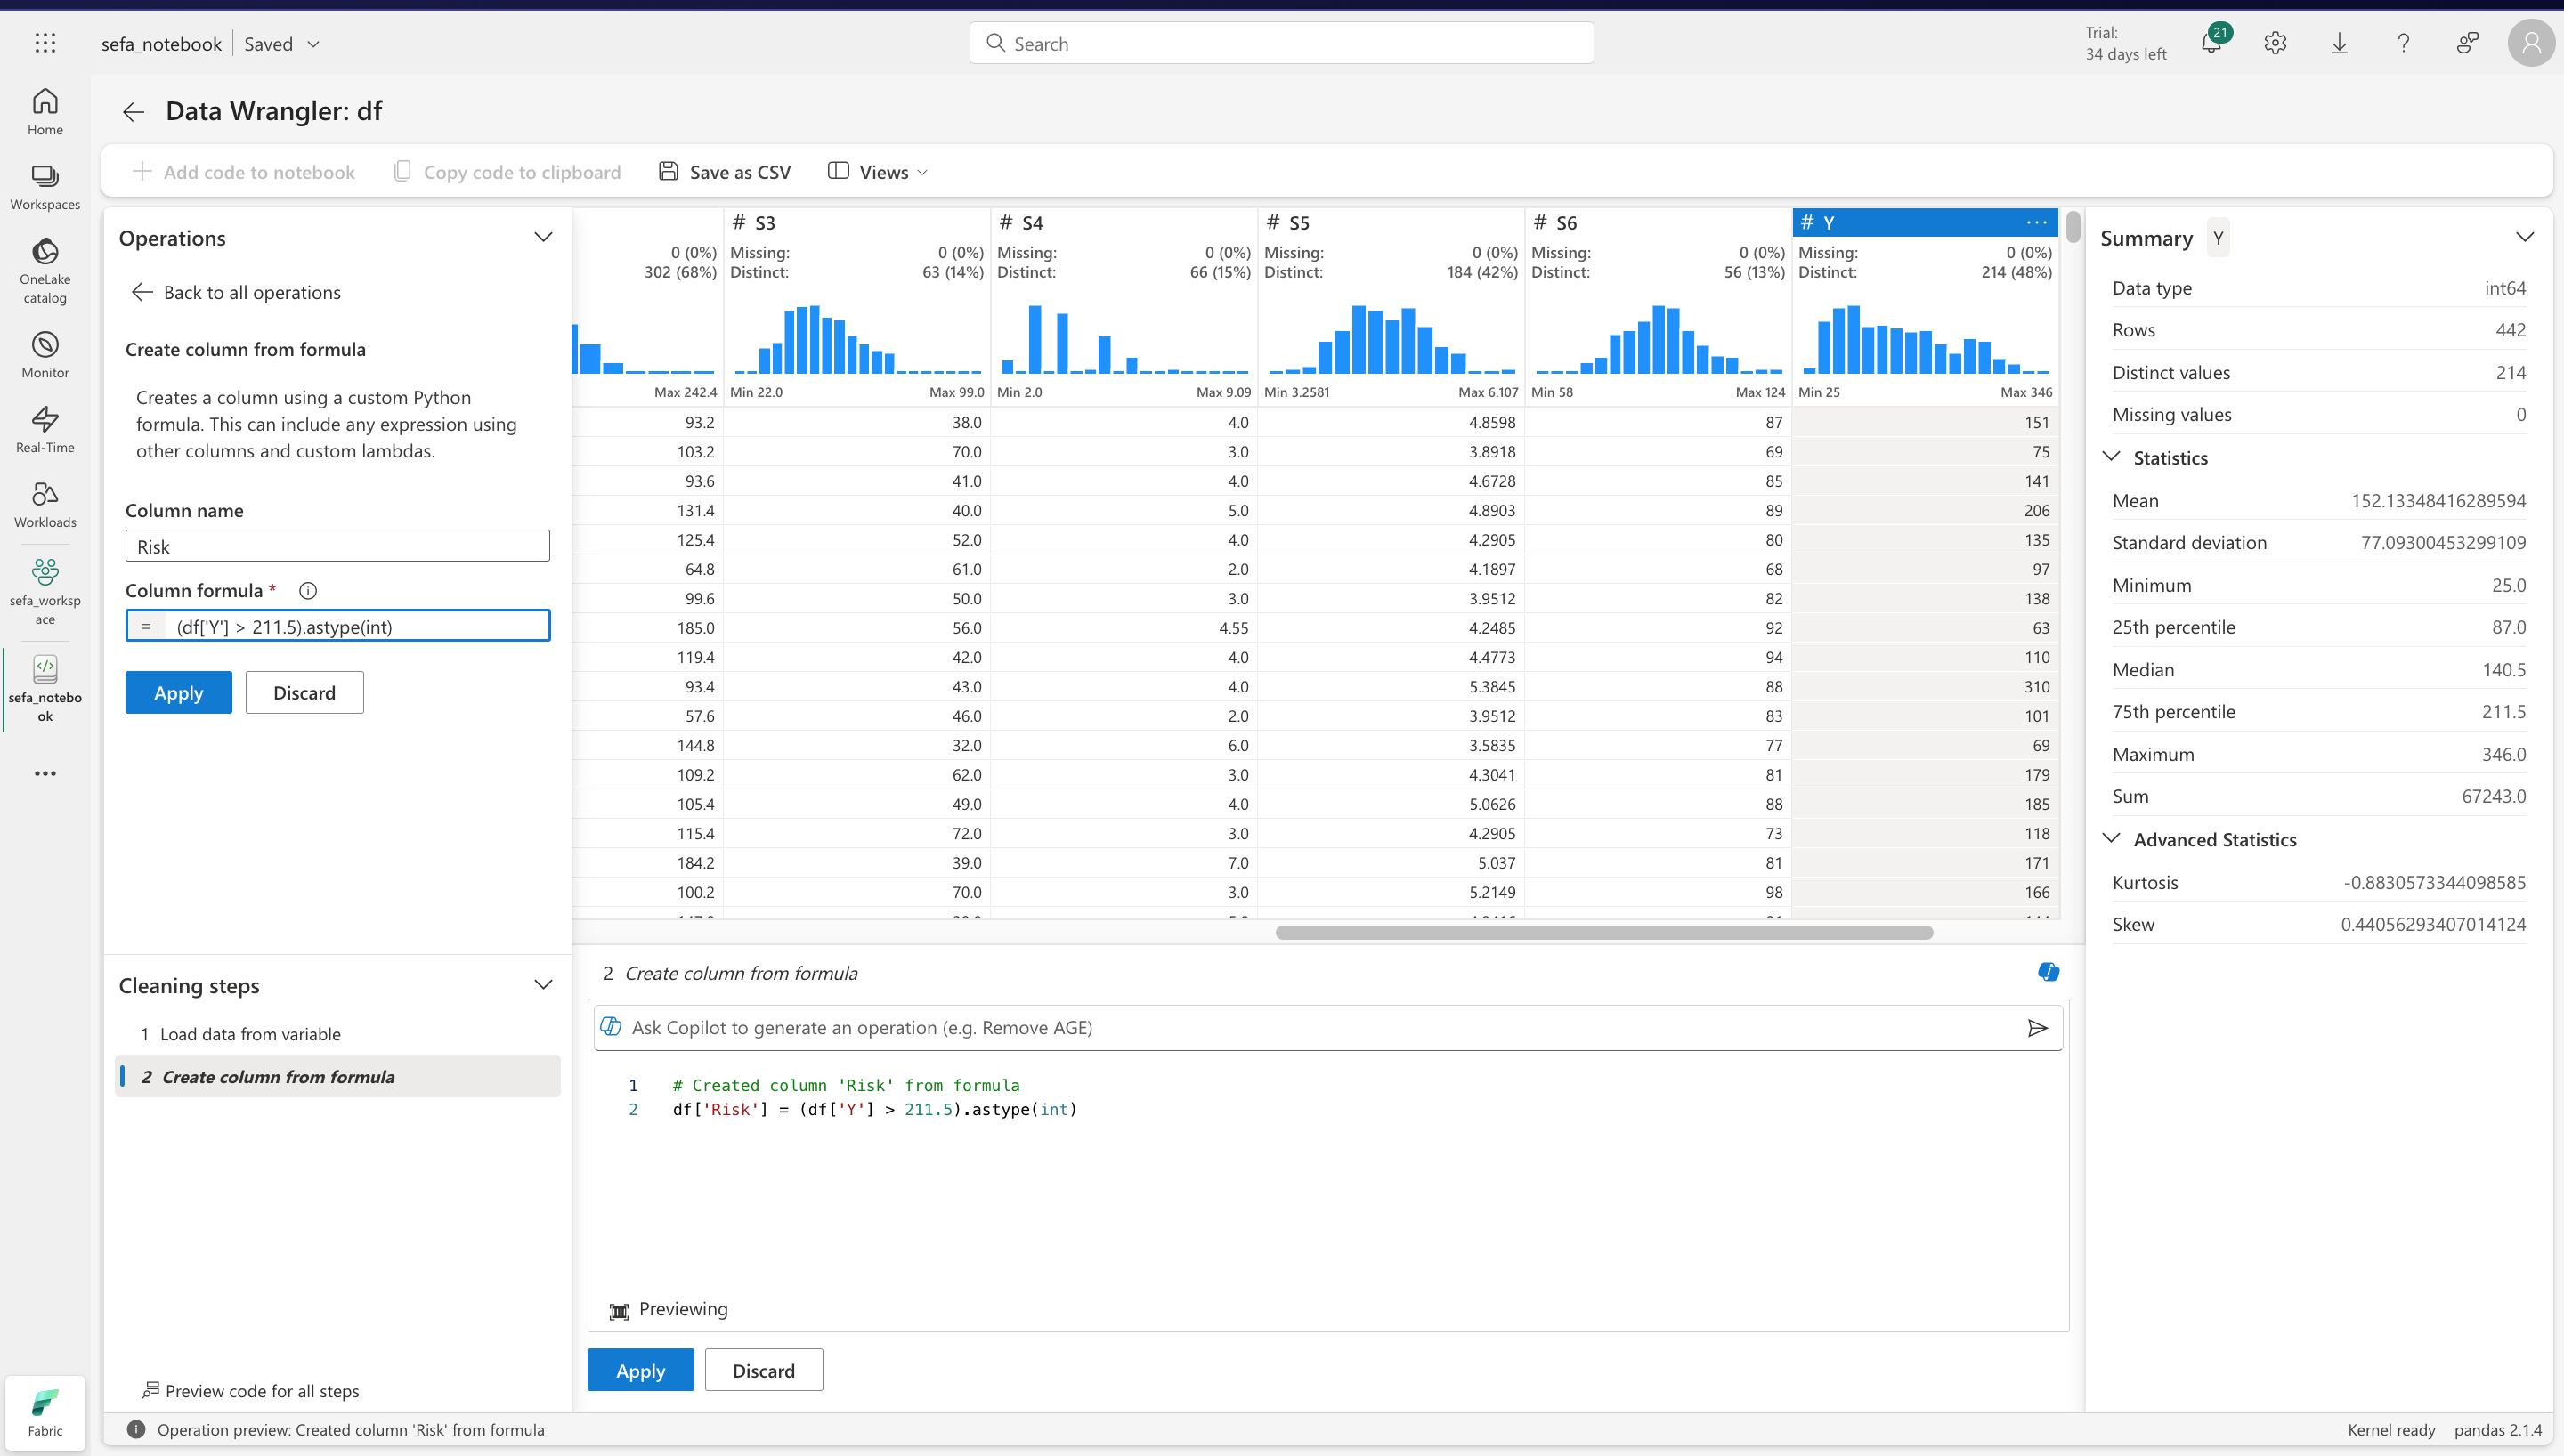 sefa_notebook
Saved
Search
Trial:
34 days left
21
Home
Workspaces
OneLake
catalog
Monitor
Real-Time
Workloads
sefa_worksp
ace
sefa_notebo
ok
Fabric
Data Wrangler: df
Add code to notebook
Copy code to clipboard
Save as CSV
Views
Operations
Back to all operations
Create column from formula
Creates a column using a custom Python
formula. This can include any expression using
other columns and custom lambdas.
Column name
Risk
Column formula *
= (df['Y'] > 211.5).astype(int)
Apply
Discard
Cleaning steps
1 Load data from variable
2 Create column from formula
Preview code for all steps
# S3 # S4 # S5 # S6 # Y ···
0 (0%) Missing: 0 (0%) Missing: 0 (0%) Missing: 0 (0%) Missing: 0 (0%) Missing: 0 (0%)
302 (68%) Distinct: 63 (14%) Distinct: 66 (15%) Distinct: 184 (42%) Distinct: 56 (13%) Distinct: 214 (48%)
Max 242.4 Min 22.0 Max 99.0 Min 2.0 Max 9.09 Min 3.2581 Max 6.107 Min 58 Max 124 Min 25 Max 346
93.2 38.0 4.0 4.8598 87 151
103.2 70.0 3.0 3.8918 69 75
93.6 41.0 4.0 4.6728 85 141
131.4 40.0 5.0 4.8903 89 206
125.4 52.0 4.0 4.2905 80 135
64.8 61.0 2.0 4.1897 68 97
99.6 50.0 3.0 3.9512 82 138
185.0 56.0 4.55 4.2485 92 63
119.4 42.0 4.0 4.4773 94 110
93.4 43.0 4.0 5.3845 88 310
57.6 46.0 2.0 3.9512 83 101
144.8 32.0 6.0 3.5835 77 69
109.2 62.0 3.0 4.3041 81 179
105.4 49.0 4.0 5.0626 88 185
115.4 72.0 3.0 4.2905 73 118
184.2 39.0 7.0 5.037 81 171
100.2 70.0 3.0 5.2149 98 166
2 Create column from formula
Ask Copilot to generate an operation (e.g. Remove AGE)
1 # Created column 'Risk' from formula
2 df['Risk'] = (df['Y'] > 211.5).astype(int)
Previewing
Apply
Discard
Summary Y
Data type int64
Rows 442
Distinct values 214
Missing values 0
Statistics
Mean 152.13348416289594
Standard deviation 77.09300453299109
Minimum 25.0
25th percentile 87.0
Median 140.5
75th percentile 211.5
Maximum 346.0
Sum 67243.0
Advanced Statistics
Kurtosis -0.8830573344098585
Skew 0.44056293407014124
Operation preview: Created column 'Risk' from formula
Kernel ready
pandas 2.1.4